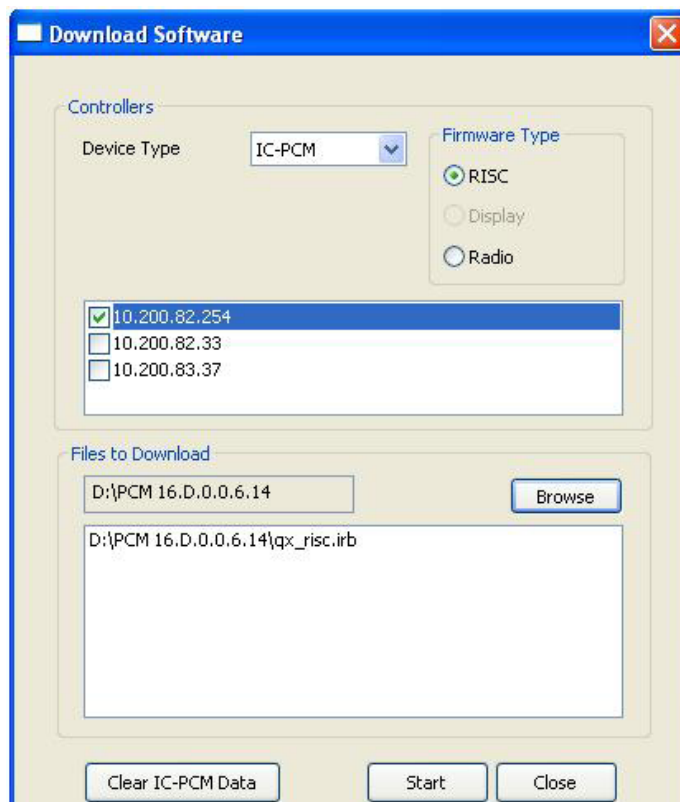 Download Software
Controllers
Device Type
IC-PCM
Firmware Type
RISC
Display
Radio
10.200.82.254
10.200.82.33
10.200.83.37
Files to Download
D:\PCM 16.D.0.0.6.14
Browse
D:\PCM 16.D.0.0.6.14\qx_risc.irb
Clear IC-PCM Data
Start
Close